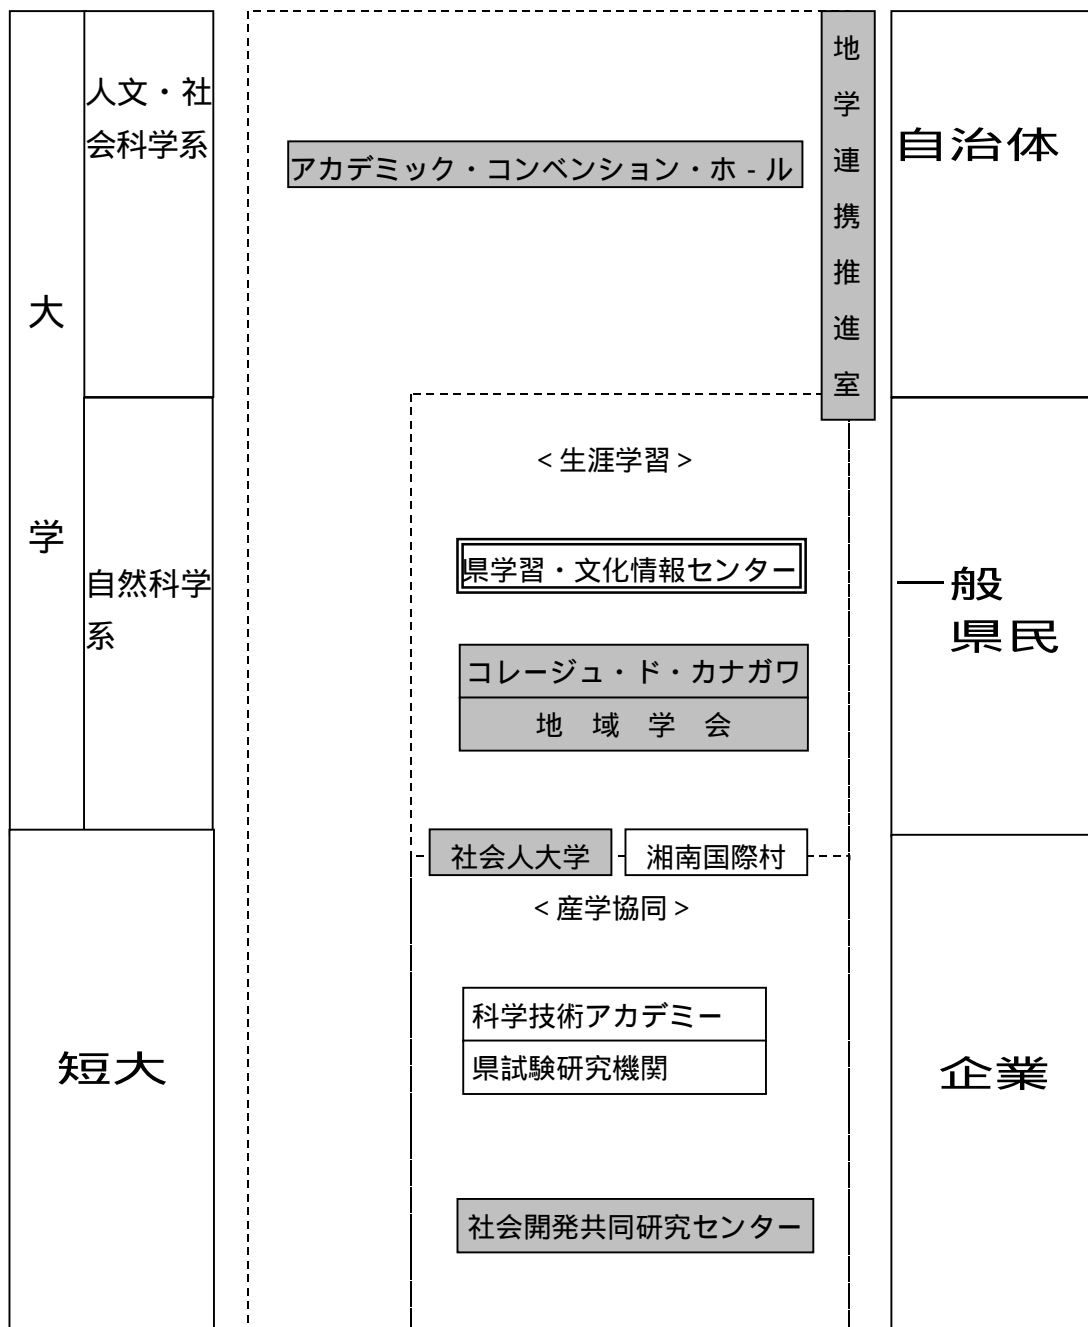 大
学
人文・社
会科学系
自然科学
系
短大
アカデミック・コンベンション・ホ-ル
地
学
連
携
推
進
室
<生涯学習>
県学習・文化情報センター
コレージュ・ド・カナガワ
地 域 学 会
社会人大学
湘南国際村
<産学協同>
科学技術アカデミー
県試験研究機関
社会開発共同研究センター
自治体
一般
県民
企業